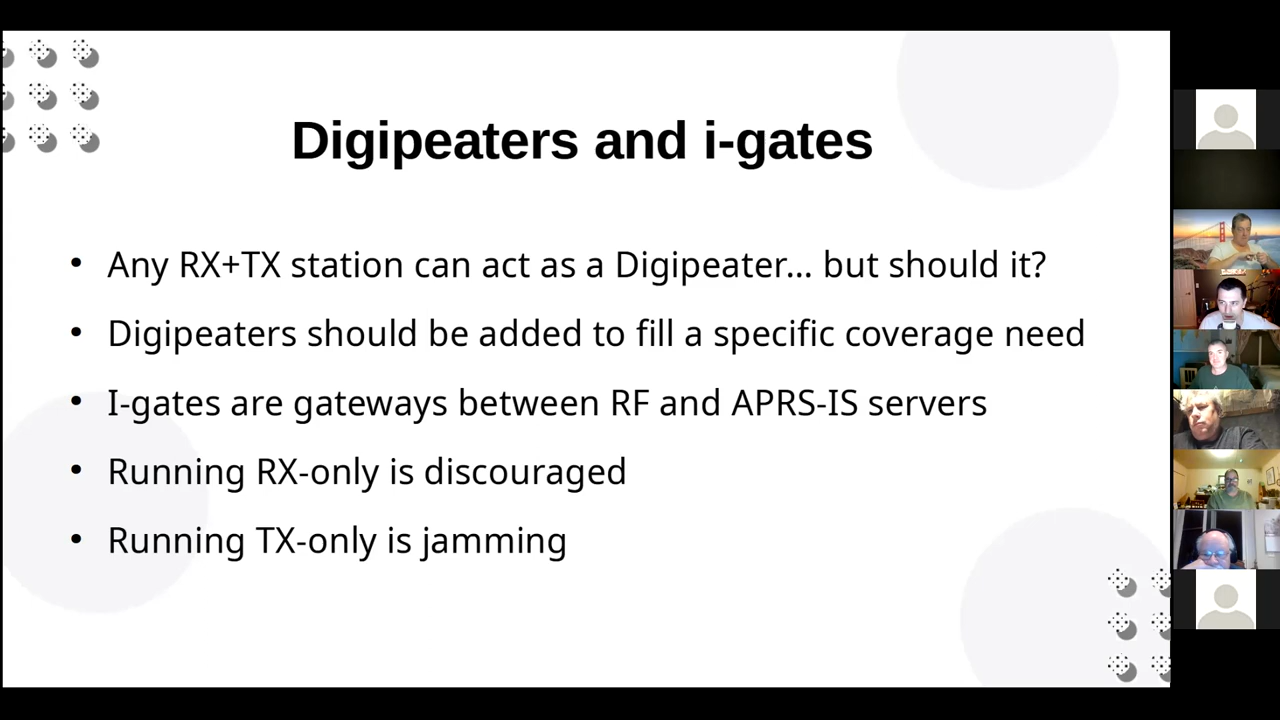 Digipeaters and i-gates
• Any RX+TX station can act as a Digipeater... but should it?
• Digipeaters should be added to fill a specific coverage need
• I-gates are gateways between RF and APRS-IS servers
• Running RX-only is discouraged
• Running TX-only is jamming